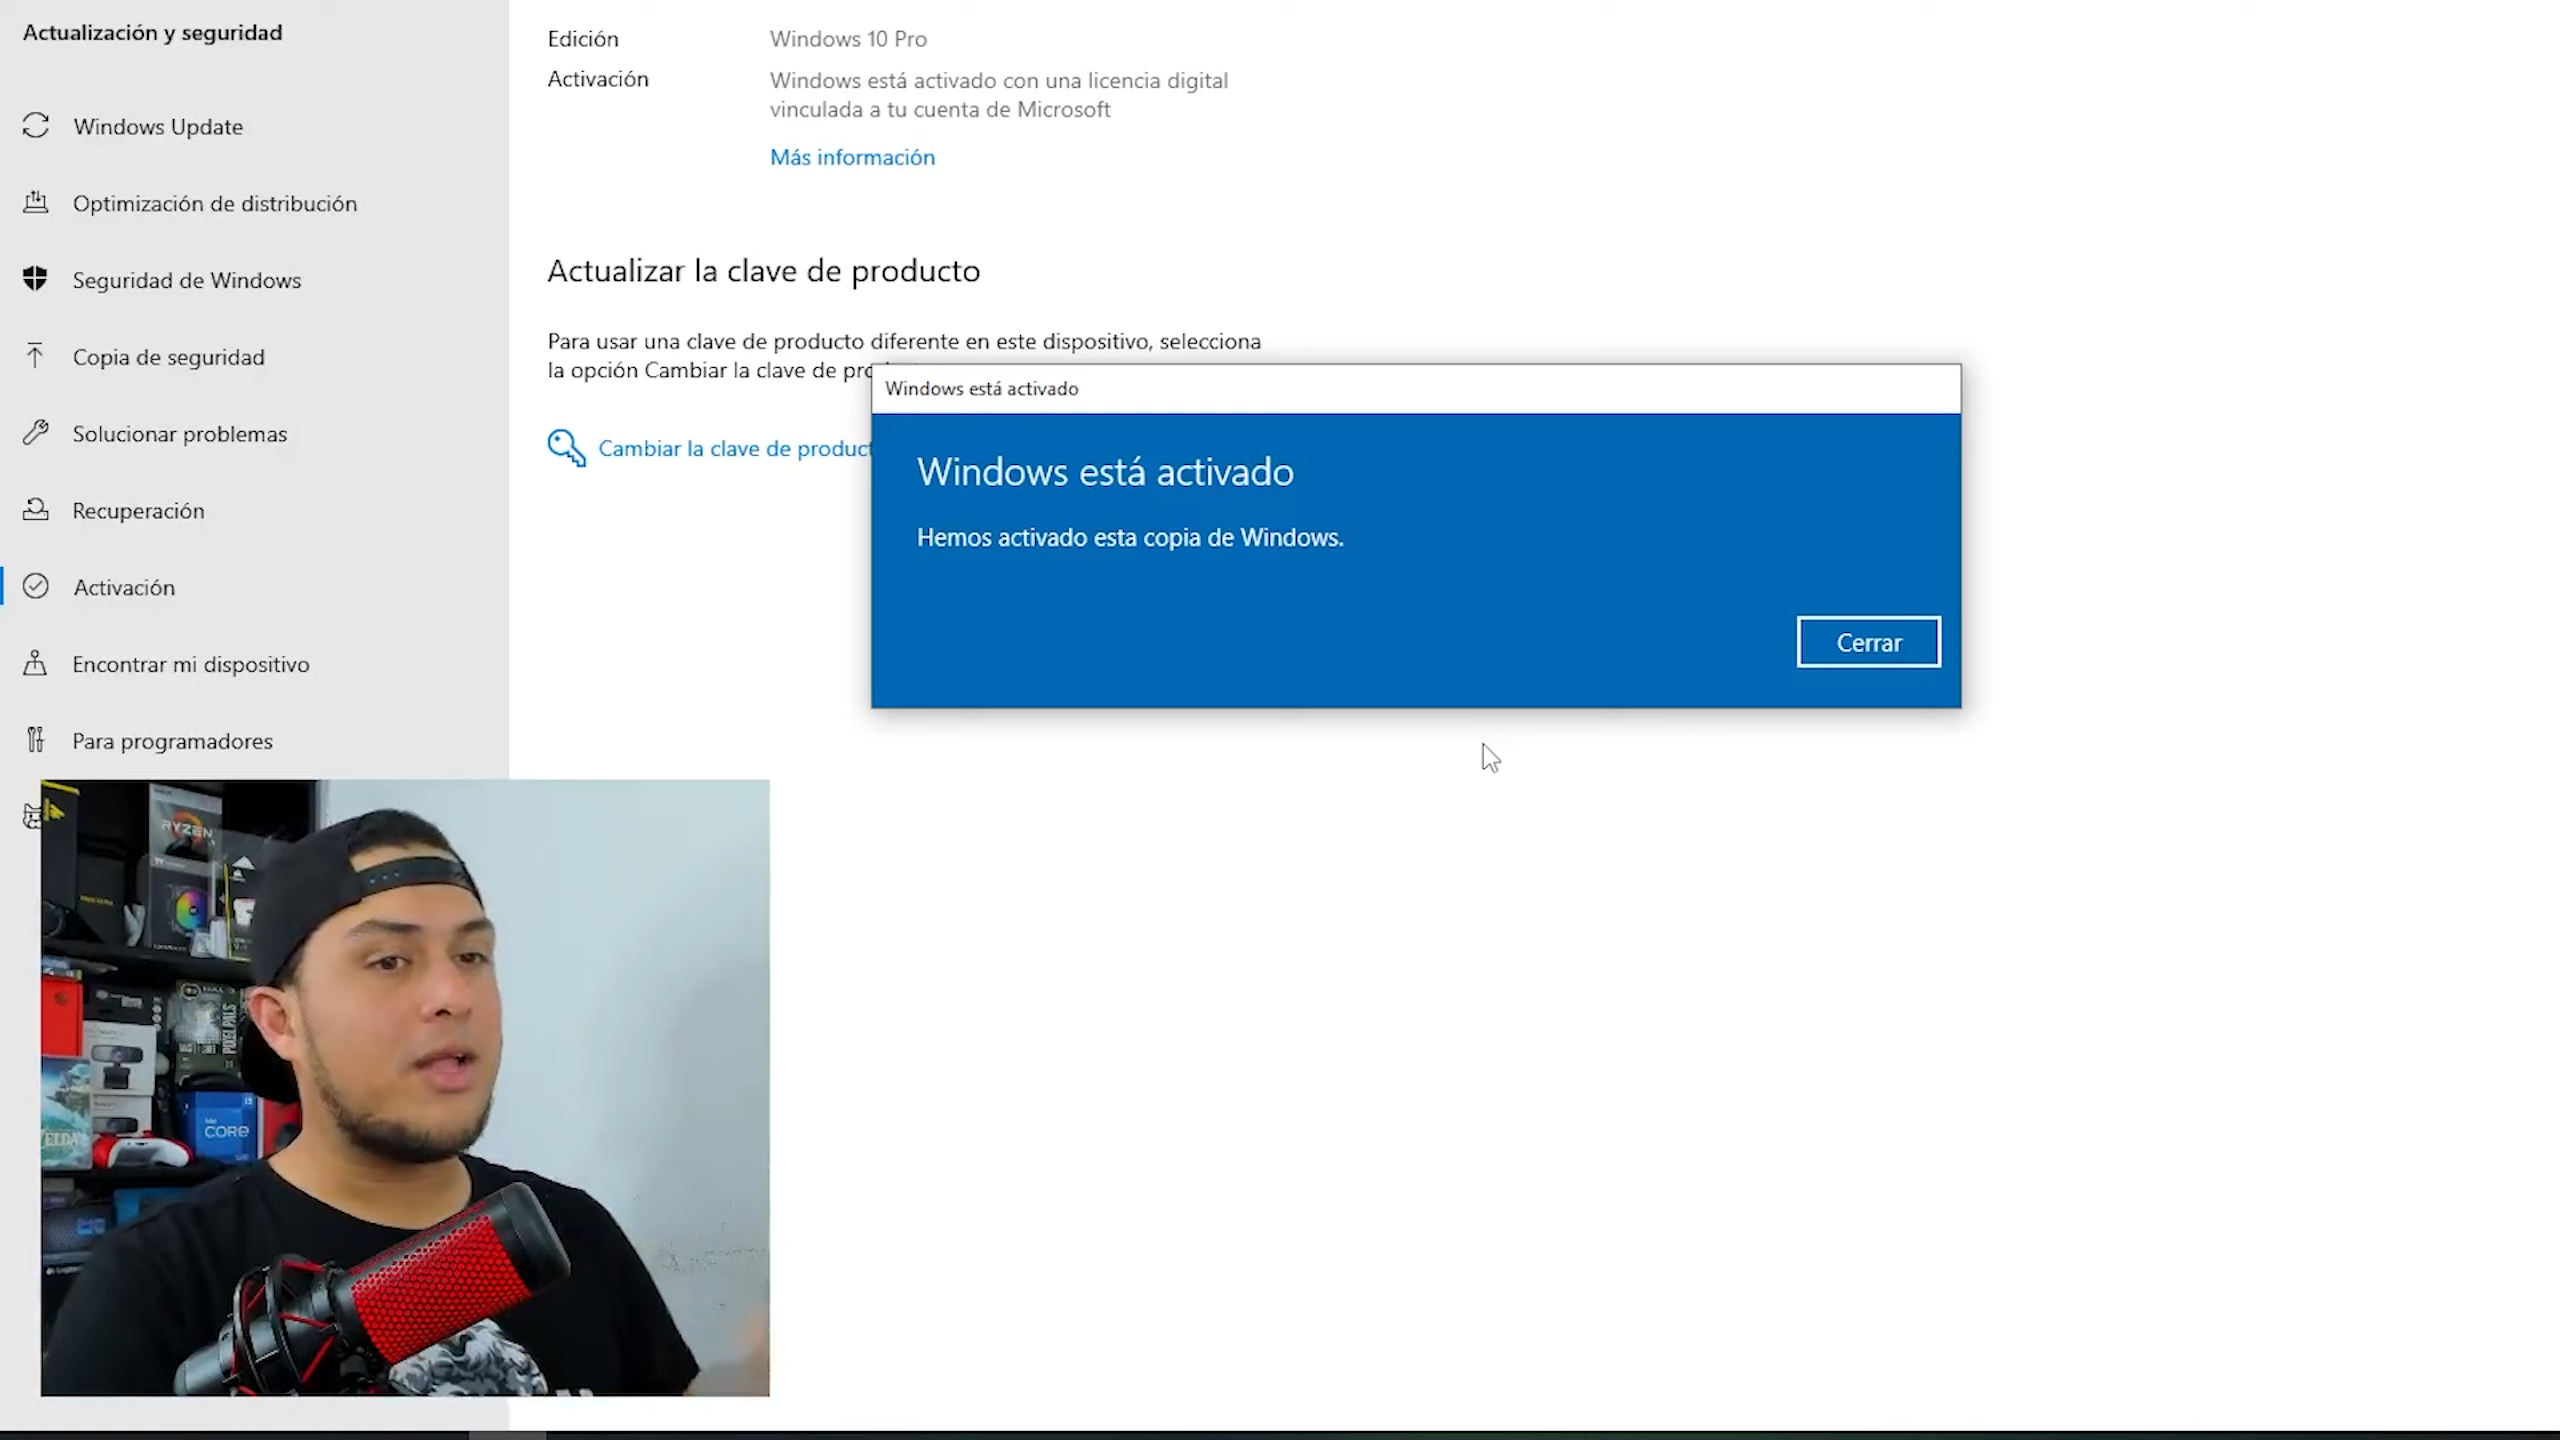 Actualización y seguridad
Windows Update
Optimización de distribución
Seguridad de Windows
Copia de seguridad
Solucionar problemas
Recuperación
Activación
Encontrar mi dispositivo
Para programadores
Edición
Windows 10 Pro
Activación
Windows está activado con una licencia digital
vinculada a tu cuenta de Microsoft
Más información
Actualizar la clave de producto
Para usar una clave de producto diferente en este dispositivo, selecciona
la opción Cambiar la clave de pro
Cambiar la clave de product
Windows está activado
Windows está activado
Hemos activado esta copia de Windows.
Cerrar
RYZEN
PIXEL PALS
CORE
ZELDA